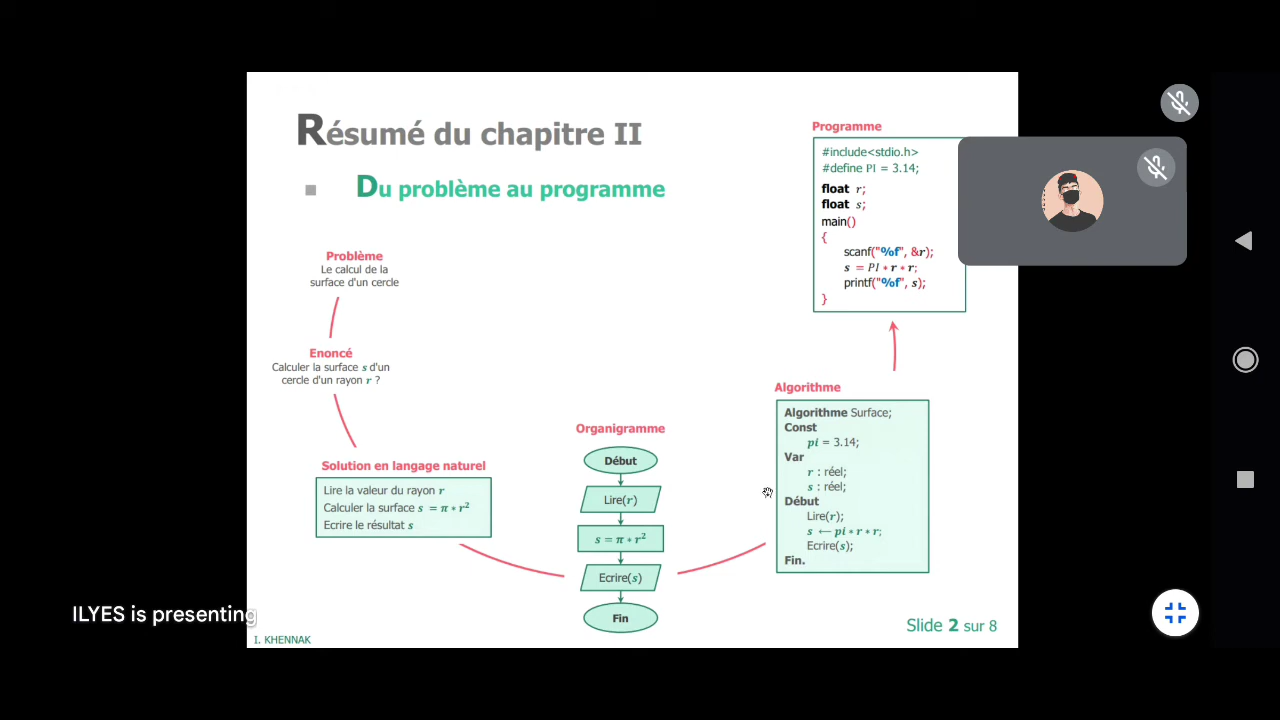 Résumé du chapitre II
Du problème au programme
Problème
Le calcul de la
surface d'un cercle
Enoncé
Calculer la surface s d'un
cercle d'un rayon r ?
Solution en langage naturel
Lire la valeur du rayon r
Calculer la surface s = π * r²
Ecrire le résultat s
Organigramme
Début
Lire(r)
s = π * r²
Ecrire(s)
Fin
Algorithme
Algorithme Surface;
Const
pi = 3.14;
Var
r : réel;
s : réel;
Début
Lire(r);
s ← pi * r * r;
Ecrire(s);
Fin.
Programme
#include<stdio.h>
#define PI = 3.14;
float r;
float s;
main()
{
scanf("%f", &r);
s = PI * r * r;
printf("%f", s);
}
ILYES is presenting
I. KHENNAK
Slide 2 sur 8